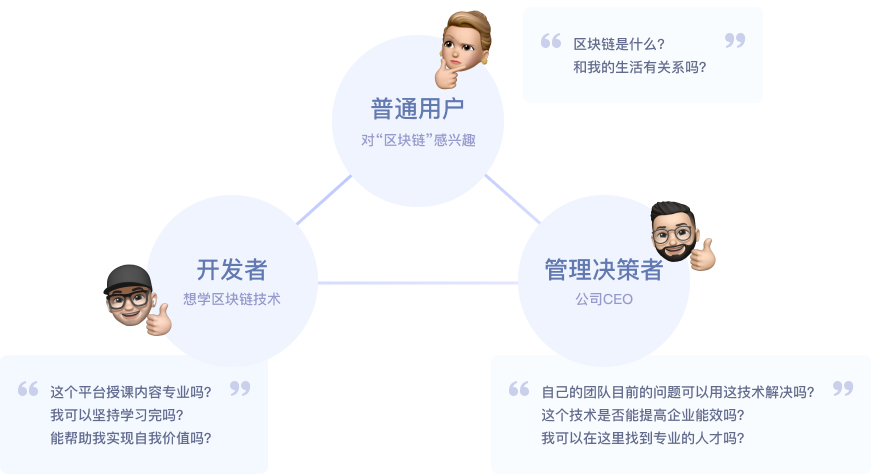 “ 区块链是什么? ”
和我的生活有关系吗?
普通用户
对“区块链”感兴趣
开发者
想学区块链技术
管理决策者
公司CEO
“ 这个平台授课内容专业吗? ”
我可以坚持学习完吗?
能帮助我实现自我价值吗?
“ 自己的团队目前的问题可以用这技术解决吗? ”
这个技术是否能提高企业能效吗?
我可以在这里找到专业的人才吗?